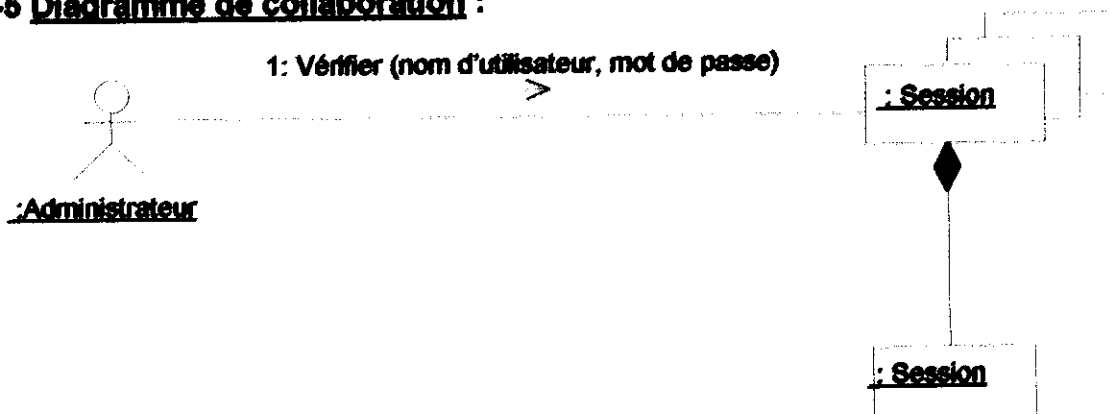 5 Diagramme de collaboration :
1: Vérifier (nom d'utilisateur, mot de passe)
: Session
:Administrateur
: Session